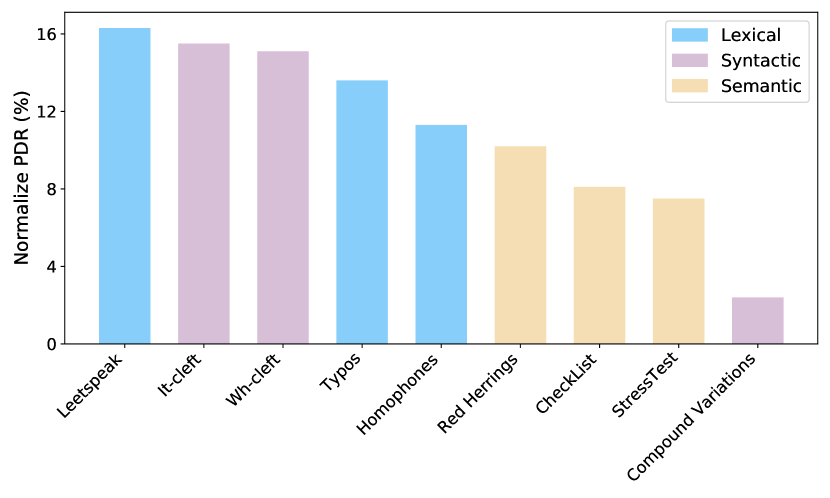 Lexical
Syntactic
Semantic
Normalize PDR (%)
16
12
8
4
0
Leetspeak
It-cleft
Wh-cleft
Typos
Homophones
Red Herrings
CheckList
StressTest
Compound Variations